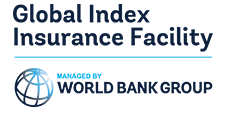 Global Index
Insurance Facility
MANAGED BY
WORLD BANK GROUP